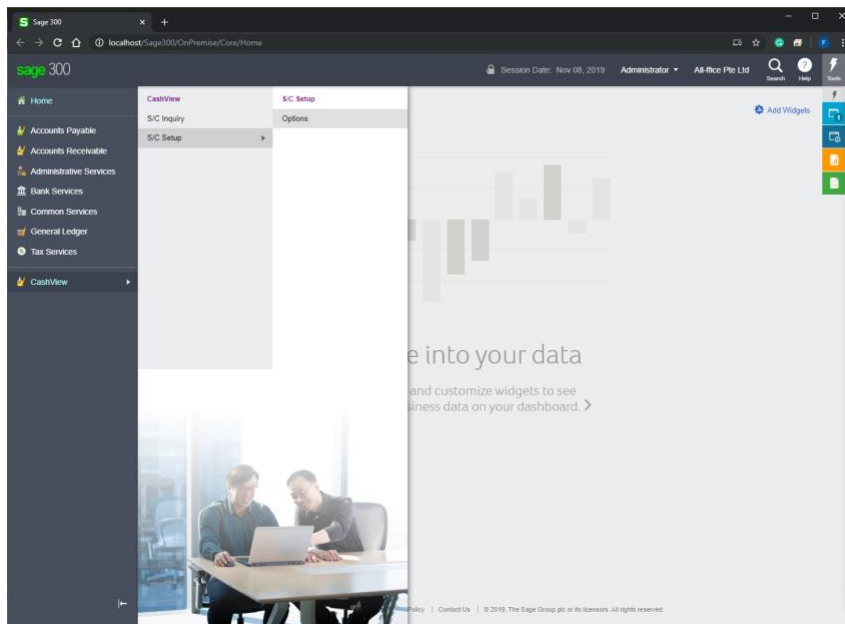 Sage 300
localhost/Sage300/OnPremise/Core/Home
sage 300
Session Date: Nov 08, 2019
Administrator
All-ffice Pte Ltd
Search
Help
Tools
Home
Accounts Payable
Accounts Receivable
Administrative Services
Bank Services
Common Services
General Ledger
Tax Services
CashView
CashView
S/C Inquiry
S/C Setup
S/C Setup
Options
Add Widgets
e into your data
and customize widgets to see
siness data on your dashboard.
Policy | Contact Us | © 2019, The Sage Group plc or its licensors. All rights reserved.